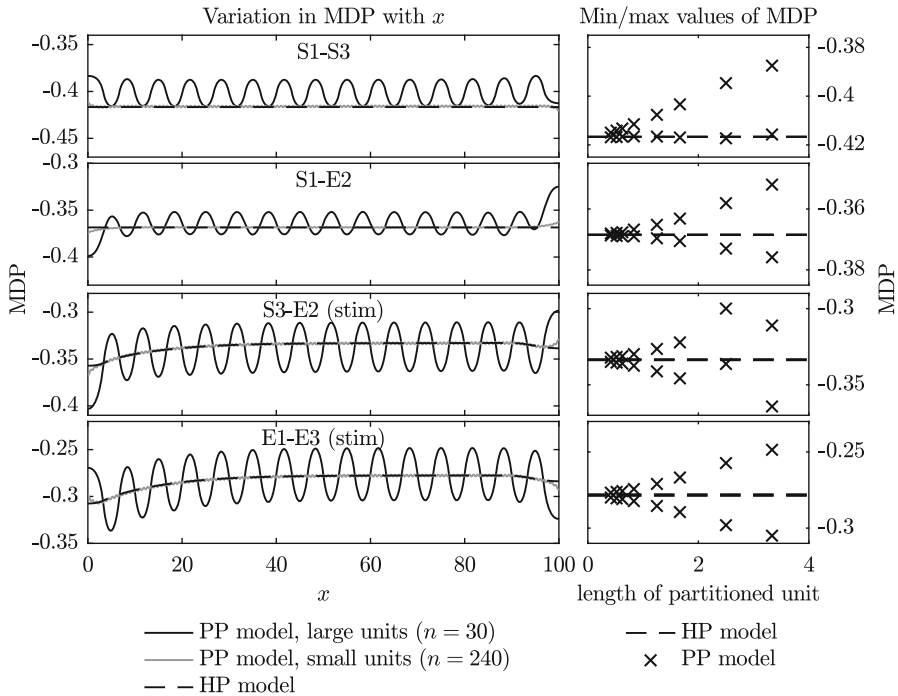 Variation in MDP with x
Min/max values of MDP
MDP
-0.35
-0.4
-0.45
S1-S3
-0.38
-0.4
-0.42
-0.3
-0.35
-0.4
S1-E2
-0.36
-0.38
-0.3
-0.35
-0.4
S3-E2 (stim)
-0.3
-0.35
-0.25
-0.3
-0.35
E1-E3 (stim)
-0.25
-0.3
MDP
0 20 40 60 80 100
x
0 2 4
length of partitioned unit
PP model, large units (n = 30)
PP model, small units (n = 240)
HP model
HP model
PP model